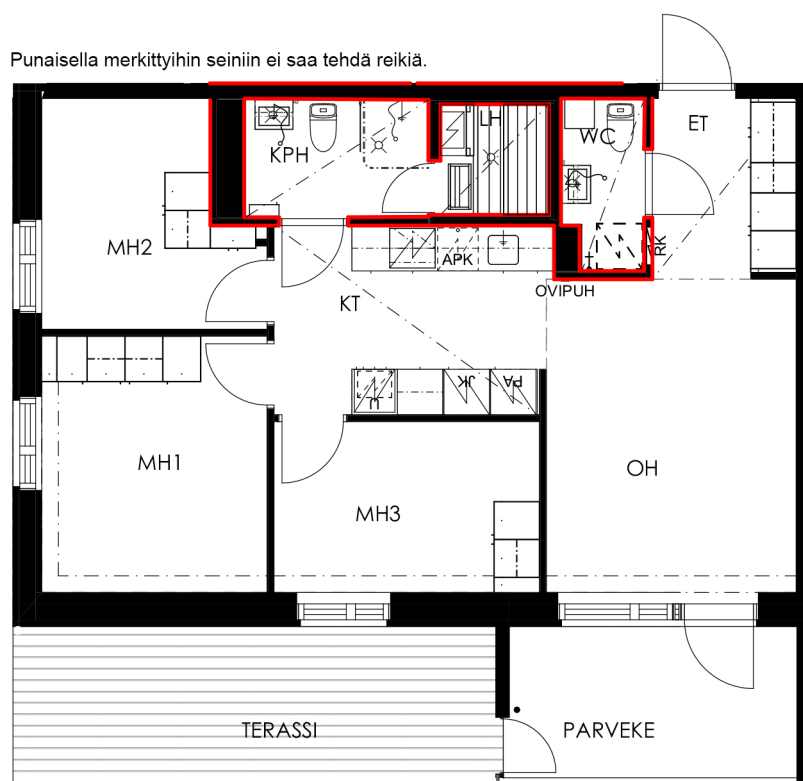 Punaisella merkittyihin seiniin ei saa tehdä reikiä.
ET
LH
WC
KPH
RK
MH2
APK
T
OVIPUH
KT
LI
JK
PA
MH1
OH
MH3
TERASSI
PARVEKE